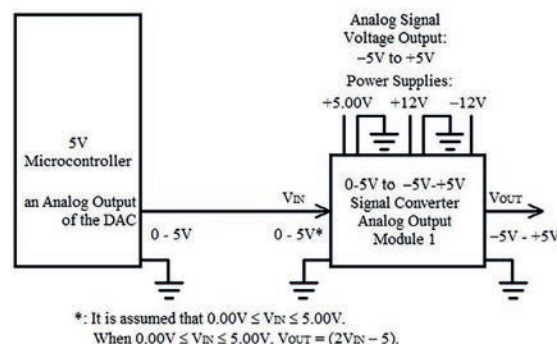 Analog Signal
Voltage Output:
–5V to +5V
Power Supplies:
+5.00V +12V –12V
5V
Microcontroller
an Analog Output
of the DAC
0 - 5V
VIN
0 - 5V*
0-5V to –5V-+5V
Signal Converter
Analog Output
Module 1
VOUT
–5V - +5V
*: It is assumed that 0.00V ≤ VIN ≤ 5.00V.
When 0.00V ≤ VIN ≤ 5.00V, VOUT = (2VIN – 5).